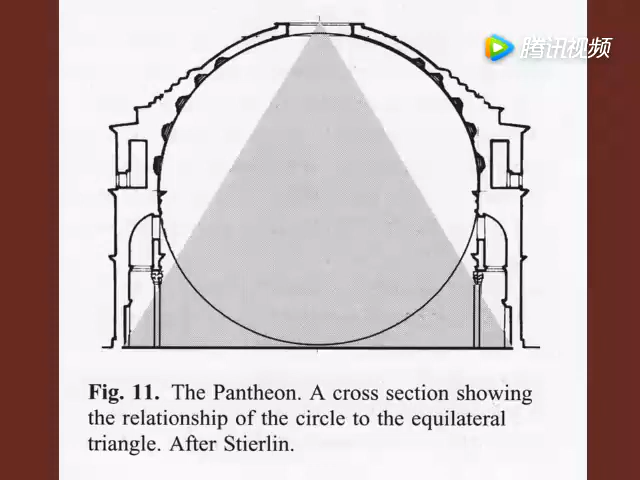 腾讯视频
Fig. 11. The Pantheon. A cross section showing
the relationship of the circle to the equilateral
triangle. After Stierlin.